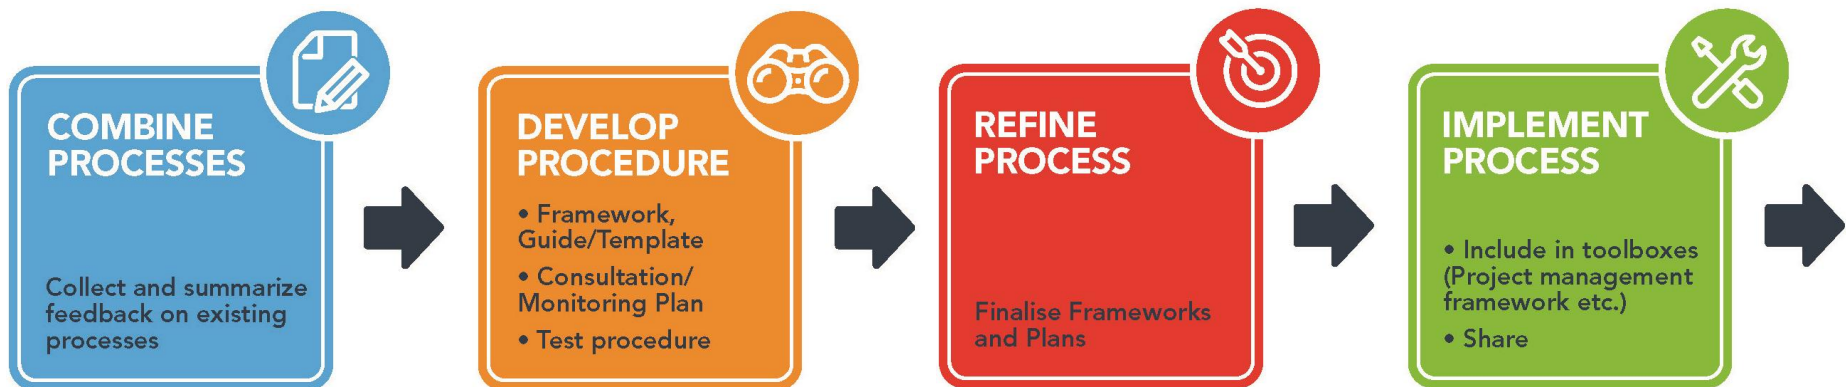 COMBINE
PROCESSES
Collect and summarize
feedback on existing
processes
DEVELOP
PROCEDURE
• Framework,
Guide/Template
• Consultation/
Monitoring Plan
• Test procedure
REFINE
PROCESS
Finalise Frameworks
and Plans
IMPLEMENT
PROCESS
• Include in toolboxes
(Project management
framework etc.)
• Share